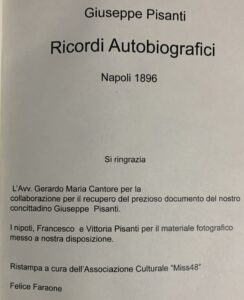 Giuseppe Pisanti
Ricordi Autobiografici
Napoli 1896
Si ringrazia
L'Avv. Gerardo Maria Cantore per la
collaborazione per il recupero del prezioso documento del nostro
concittadino Giuseppe Pisanti.
I nipoti, Francesco e Vittoria Pisanti per il materiale fotografico
messo a nostra disposizione.
Ristampa a cura dell'Associazione Culturale "Miss48"
Felice Faraone